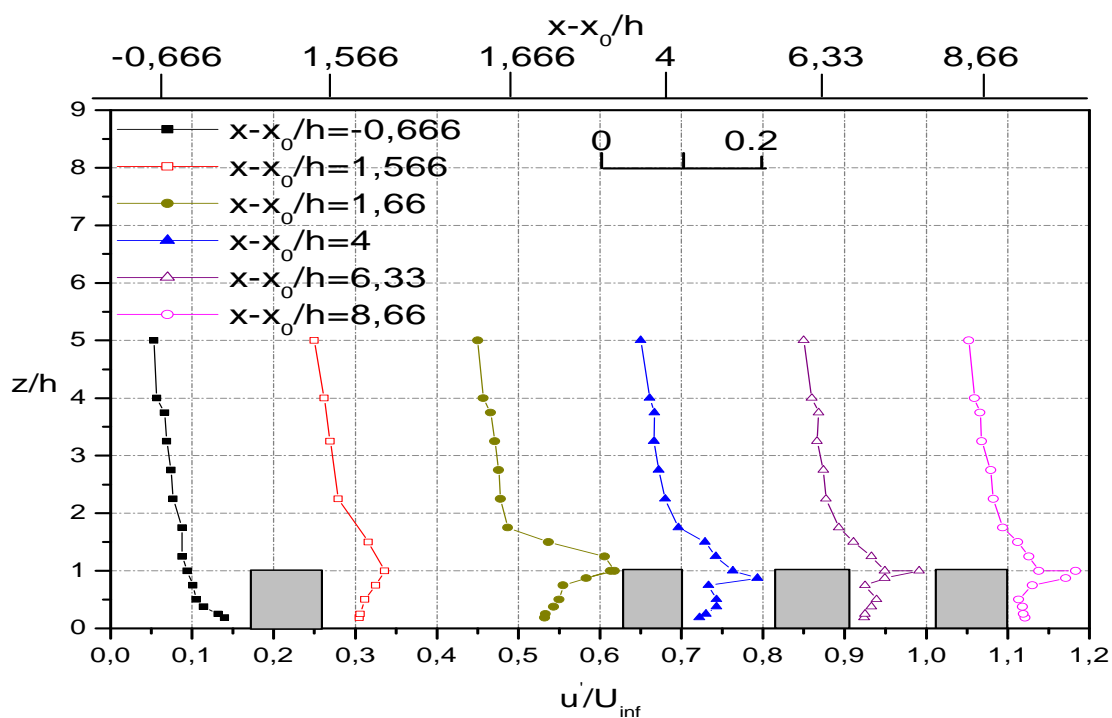 x-x₀/h
-0,666 1,566 1,666 4 6,33 8,66
9
8
7
6
5
4
3
2
1
0
z/h
x-x₀/h=-0,666
x-x₀/h=1,566
x-x₀/h=1,66
x-x₀/h=4
x-x₀/h=6,33
x-x₀/h=8,66
0 0.2
0,0 0,1 0,2 0,3 0,4 0,5 0,6 0,7 0,8 0,9 1,0 1,1 1,2
u'/U_inf